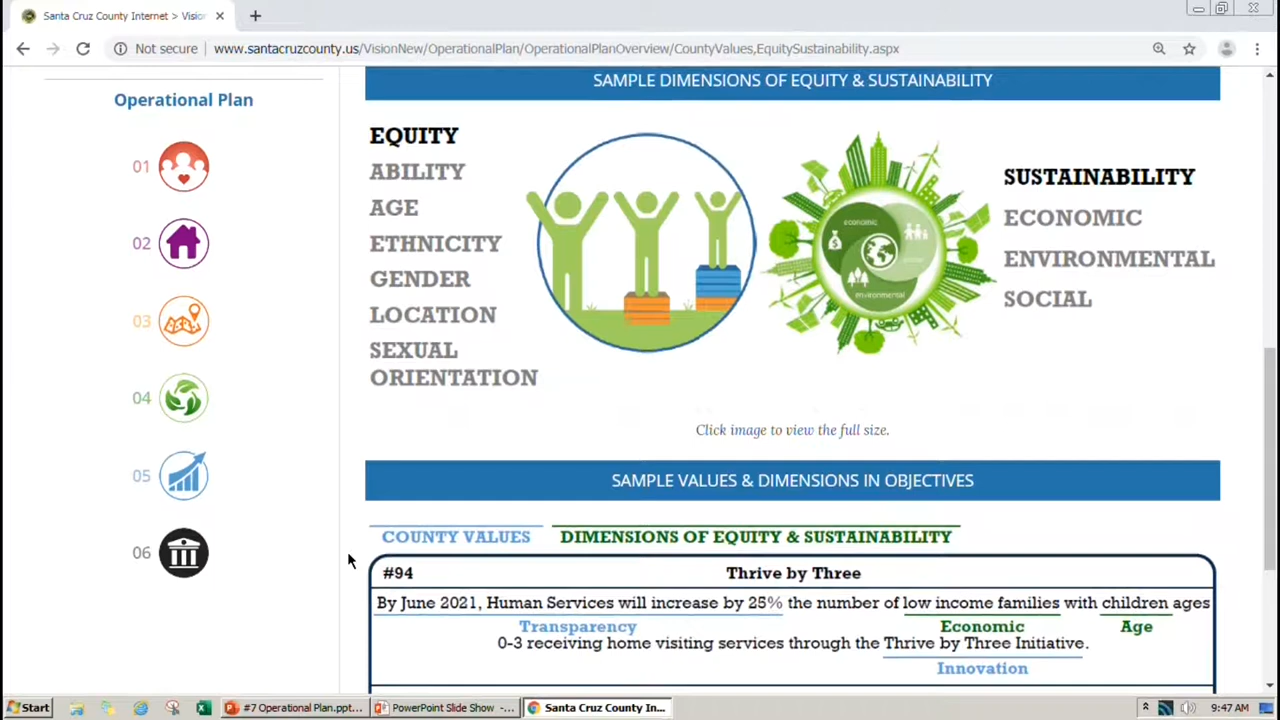 Santa Cruz County Internet > Visio
Not secure
www.santacruzcounty.us/VisionNew/OperationalPlan/OperationalPlanOverview/CountyValues,EquitySustainability.aspx
Operational Plan
01
02
03
04
05
06
SAMPLE DIMENSIONS OF EQUITY & SUSTAINABILITY
EQUITY
ABILITY
AGE
ETHNICITY
GENDER
LOCATION
SEXUAL
ORIENTATION
economic
environmental
SUSTAINABILITY
ECONOMIC
ENVIRONMENTAL
SOCIAL
Click image to view the full size.
SAMPLE VALUES & DIMENSIONS IN OBJECTIVES
COUNTY VALUES DIMENSIONS OF EQUITY & SUSTAINABILITY
#94 Thrive by Three
By June 2021, Human Services will increase by 25% the number of low income families with children ages
Transparency Economic Age
0-3 receiving home visiting services through the Thrive by Three Initiative.
Innovation
Start #7 Operational Plan.ppt... PowerPoint Slide Show -... Santa Cruz County In... 9:47 AM